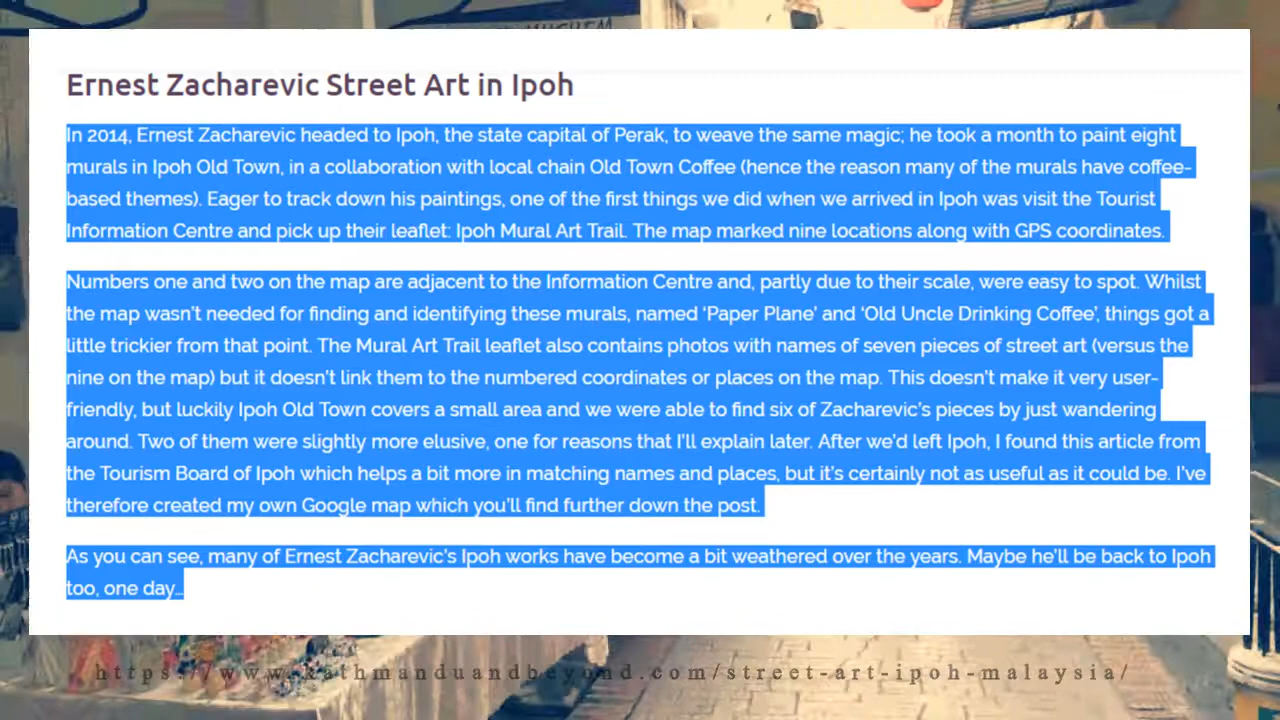 Ernest Zacharevic Street Art in Ipoh
In 2014, Ernest Zacharevic headed to Ipoh, the state capital of Perak, to weave the same magic; he took a month to paint eight
murals in Ipoh Old Town, in a collaboration with local chain Old Town Coffee (hence the reason many of the murals have coffee-
based themes). Eager to track down his paintings, one of the first things we did when we arrived in Ipoh was visit the Tourist
Information Centre and pick up their leaflet: Ipoh Mural Art Trail. The map marked nine locations along with GPS coordinates.
Numbers one and two on the map are adjacent to the Information Centre and, partly due to their scale, were easy to spot. Whilst
the map wasn't needed for finding and identifying these murals, named ‘Paper Plane’ and ‘Old Uncle Drinking Coffee’, things got a
little trickier from that point. The Mural Art Trail leaflet also contains photos with names of seven pieces of street art (versus the
nine on the map) but it doesn't link them to the numbered coordinates or places on the map. This doesn't make it very user-
friendly, but luckily Ipoh Old Town covers a small area and we were able to find six of Zacharevic's pieces by just wandering
around. Two of them were slightly more elusive, one for reasons that I'll explain later. After we'd left Ipoh, I found this article from
the Tourism Board of Ipoh which helps a bit more in matching names and places, but it's certainly not as useful as it could be. I've
therefore created my own Google map which you'll find further down the post.
As you can see, many of Ernest Zacharevic's Ipoh works have become a bit weathered over the years. Maybe he'll be back to Ipoh
too, one day…
https://www.kathmanduandbeyond.com/street-art-ipoh-malaysia/